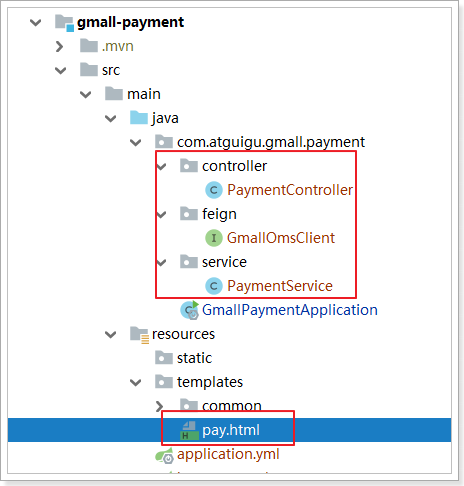 gmall-payment
.mvn
src
main
java
com.atguigu.gmall.payment
controller
PaymentController
feign
GmallOmsClient
service
PaymentService
GmallPaymentApplication
resources
static
templates
common
pay.html
application.yml